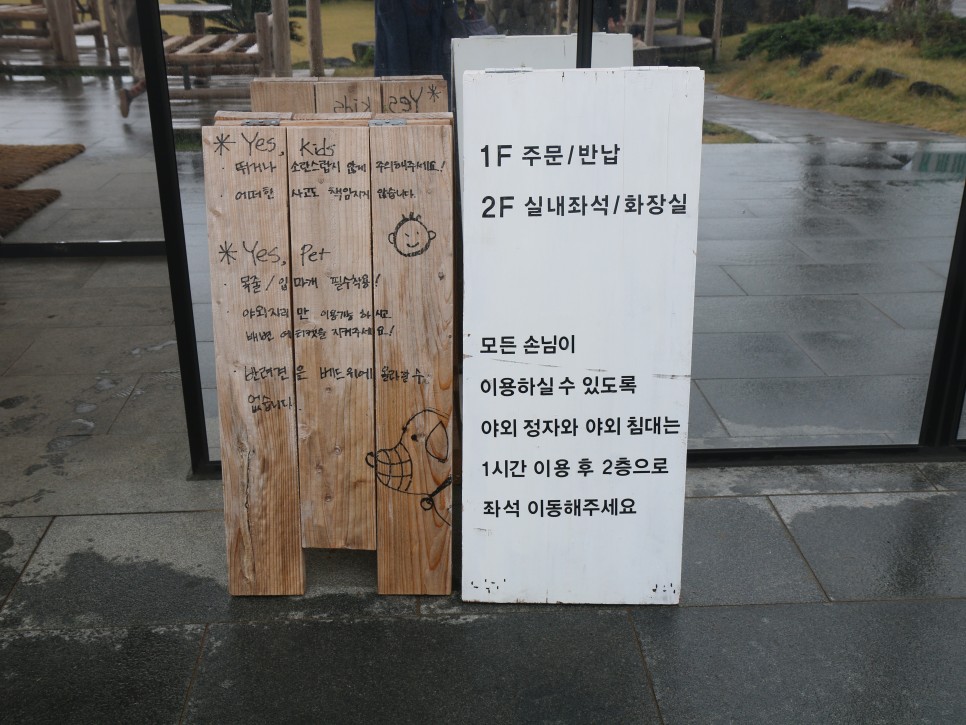 * Yes, Kids
· 뛰거나 소란스럽지 않게 주의해주세요!
· 어떠한 사고도 책임지지 않습니다.
* Yes, Pet
· 목줄 / 입마개 필수착용!
· 야외자리만 이용가능 하시고
배변 에티켓을 지켜주세요!
· 반려견은 베드위에 올라갈 수
없습니다.
1F 주문/반납
2F 실내좌석/화장실
모든 손님이
이용하실 수 있도록
야외 정자와 야외 침대는
1시간 이용 후 2층으로
좌석 이동해주세요